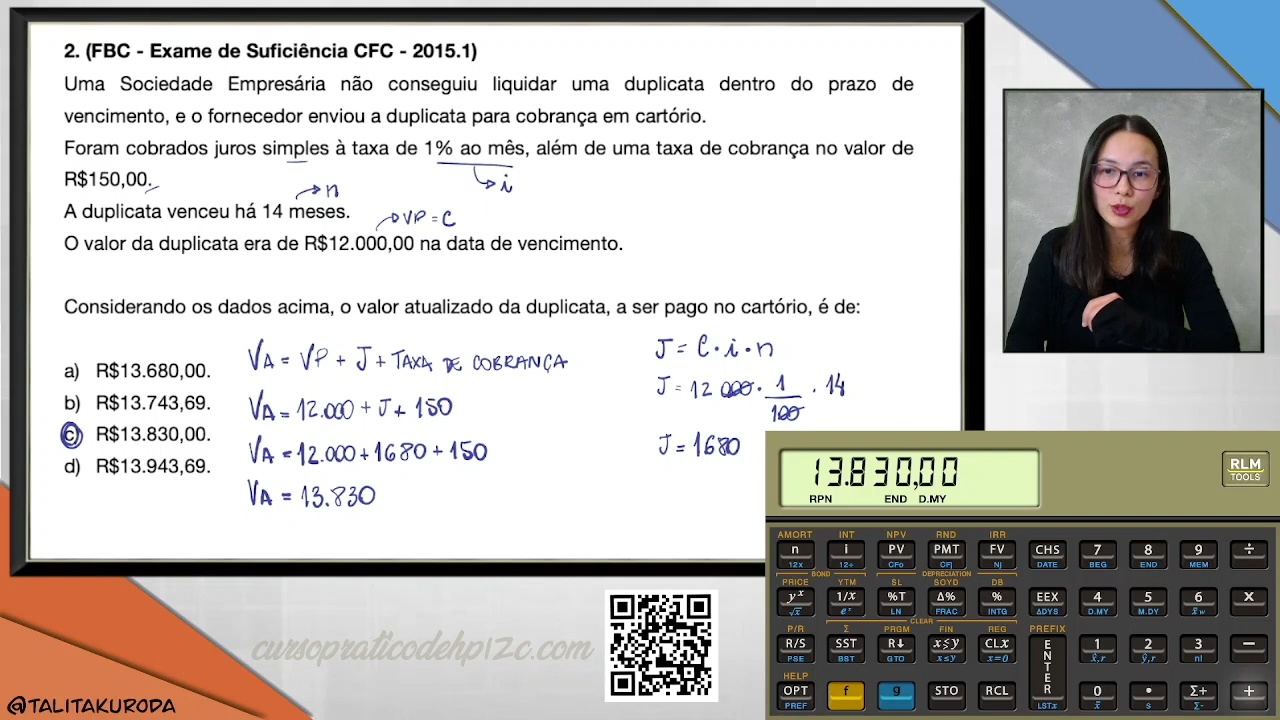 2. (FBC - Exame de Suficiência CFC - 2015.1)
Uma Sociedade Empresária não conseguiu liquidar uma duplicata dentro do prazo de
vencimento, e o fornecedor enviou a duplicata para cobrança em cartório.
Foram cobrados juros simples à taxa de 1% ao mês, além de uma taxa de cobrança no valor de
R$150,00.
i
n
A duplicata venceu há 14 meses.
VP = C
O valor da duplicata era de R$12.000,00 na data de vencimento.
Considerando os dados acima, o valor atualizado da duplicata, a ser pago no cartório, é de:
a) R$13.680,00.
b) R$13.743,69.
c) R$13.830,00.
d) R$13.943,69.
VA = VP + J + TAXA DE COBRANÇA
VA = 12.000 + J + 150
VA = 12.000 + 1680 + 150
VA = 13.830
J = C · i · n
J = 12 000 · 1/100 · 14
J = 1680
13.830,00
RPN END D.MY
RLM
TOOLS
AMORT INT NPV RND IRR
n i PV PMT FV CHS 7 8 9 ÷
12x 12÷ CFo CFj Nj DATE BEG END MEM
BOND DEPRECIATION
PRICE YTM SL SOYD DB
yx 1/x %T Δ% % EEX 4 5 6 X
√x ex LN FRAC INTG ΔDYS D.MY M.DY x̄w
CLEAR
P/R Σ PRGM FIN REG PREFIX
R/S SST R↓ x≷y CLx ENTER 1 2 3 −
PSE BST GTO x≤y x=0 x̂,r ŷ,r n!
HELP
OPT f g STO RCL 0 • Σ+ +
PREF LSTx x̄ s Σ-
cursopraticodehp12c.com
@TALITAKURODA